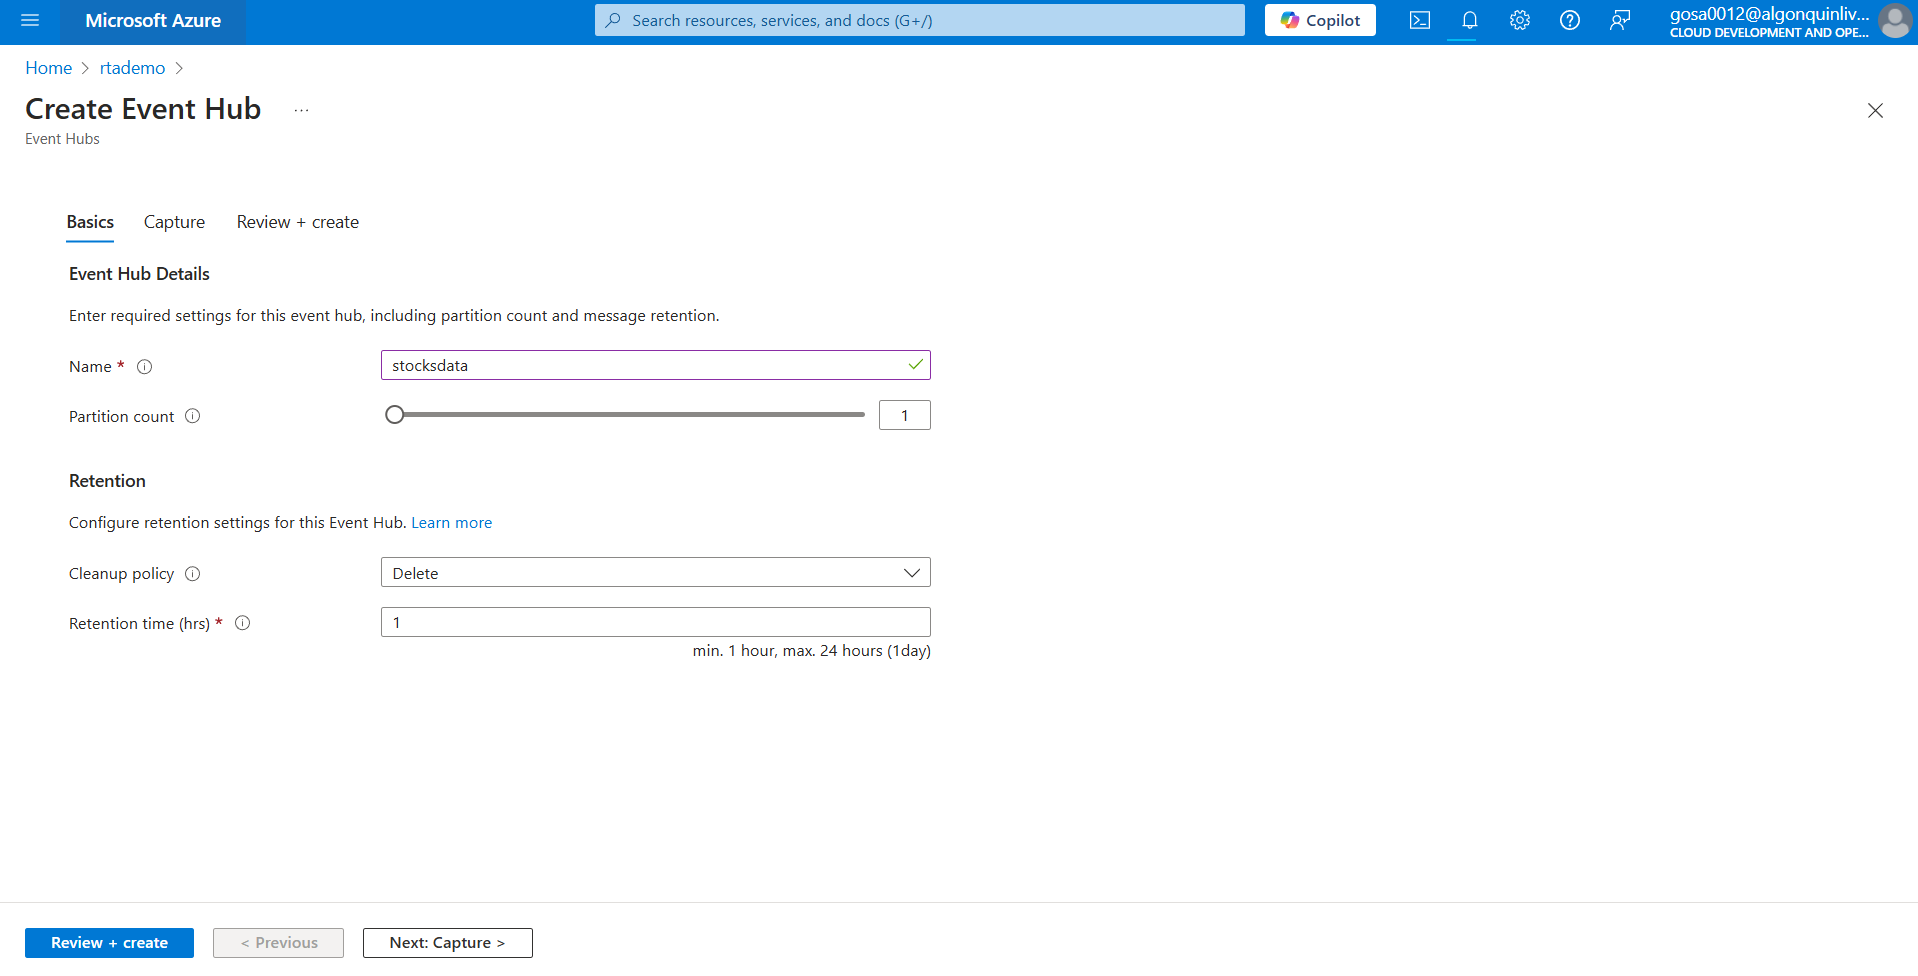 Microsoft Azure
Search resources, services, and docs (G+/)
Copilot
gosa0012@algonquinliv...
CLOUD DEVELOPMENT AND OPE...
Home > rtademo >
Create Event Hub ...
Event Hubs
Basics Capture Review + create
Event Hub Details
Enter required settings for this event hub, including partition count and message retention.
Name * stocksdata
Partition count 1
Retention
Configure retention settings for this Event Hub. Learn more
Cleanup policy Delete
Retention time (hrs) * 1
min. 1 hour, max. 24 hours (1day)
Review + create < Previous Next: Capture >